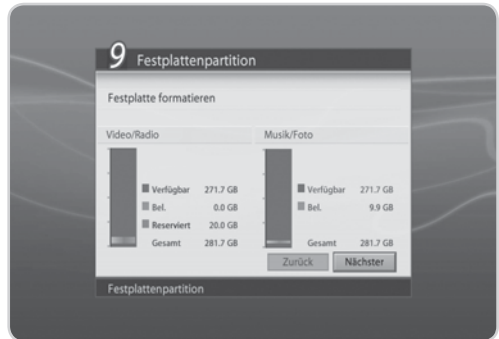 9 Festplattenpartition
Festplatte formatieren
Video/Radio
Verfügbar 271.7 GB
Bel. 0.0 GB
Reserviert 20.0 GB
Gesamt 281.7 GB
Musik/Foto
Verfügbar 271.7 GB
Bel. 9.9 GB
Gesamt 281.7 GB
Zurück Nächster
Festplattenpartition